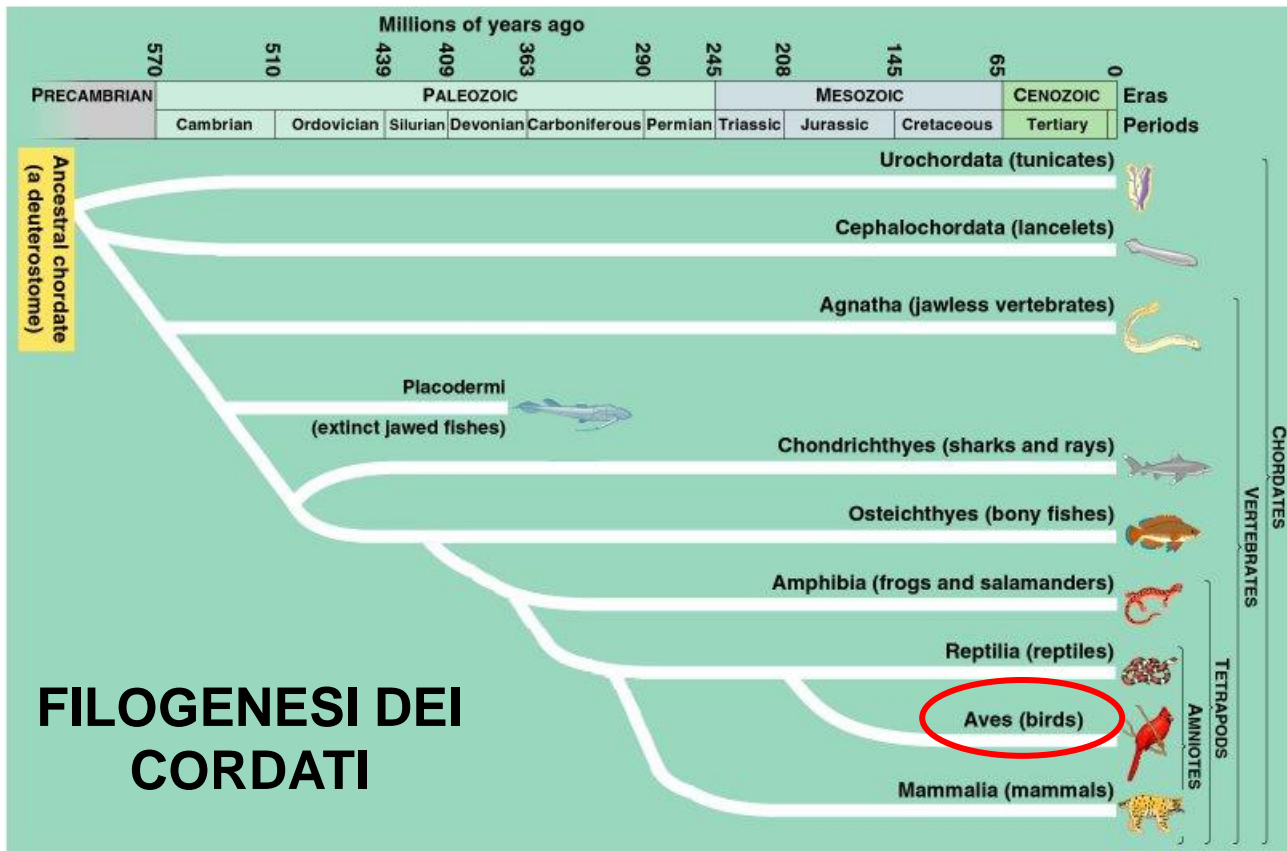 Millions of years ago
570 510 439 409 363 290 245 208 145 65 0
PRECAMBRIAN PALEOZOIC MESOZOIC CENOZOIC Eras
Cambrian Ordovician Silurian Devonian Carboniferous Permian Triassic Jurassic Cretaceous Tertiary Periods
Ancestral chordate
(a deuterostome)
Urochordata (tunicates)
Cephalochordata (lancelets)
Agnatha (jawless vertebrates)
Placodermi
(extinct jawed fishes)
Chondrichthyes (sharks and rays)
Osteichthyes (bony fishes)
Amphibia (frogs and salamanders)
Reptilia (reptiles)
Aves (birds)
Mammalia (mammals)
CHORDATES
VERTEBRATES
TETRAPODS
AMNIOTES
FILOGENESI DEI
CORDATI